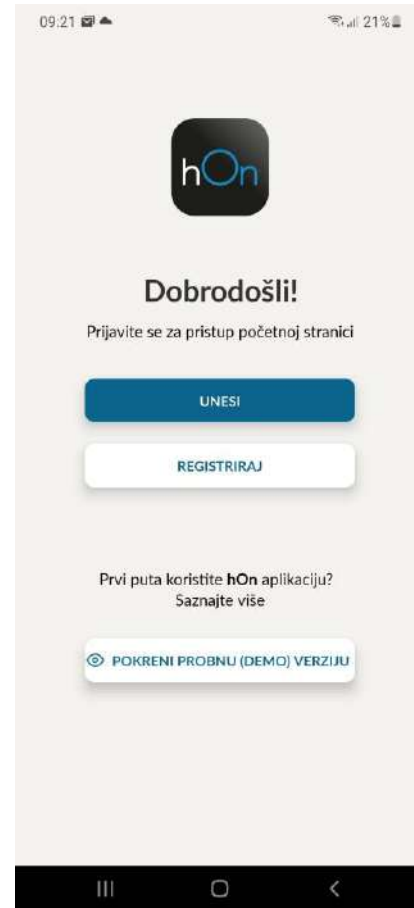 09:21
21%
hOn
Dobrodošli!
Prijavite se za pristup početnoj stranici
UNESI
REGISTRIRAJ
Prvi puta koristite hOn aplikaciju?
Saznajte više
POKRENI PROBNU (DEMO) VERZIJU